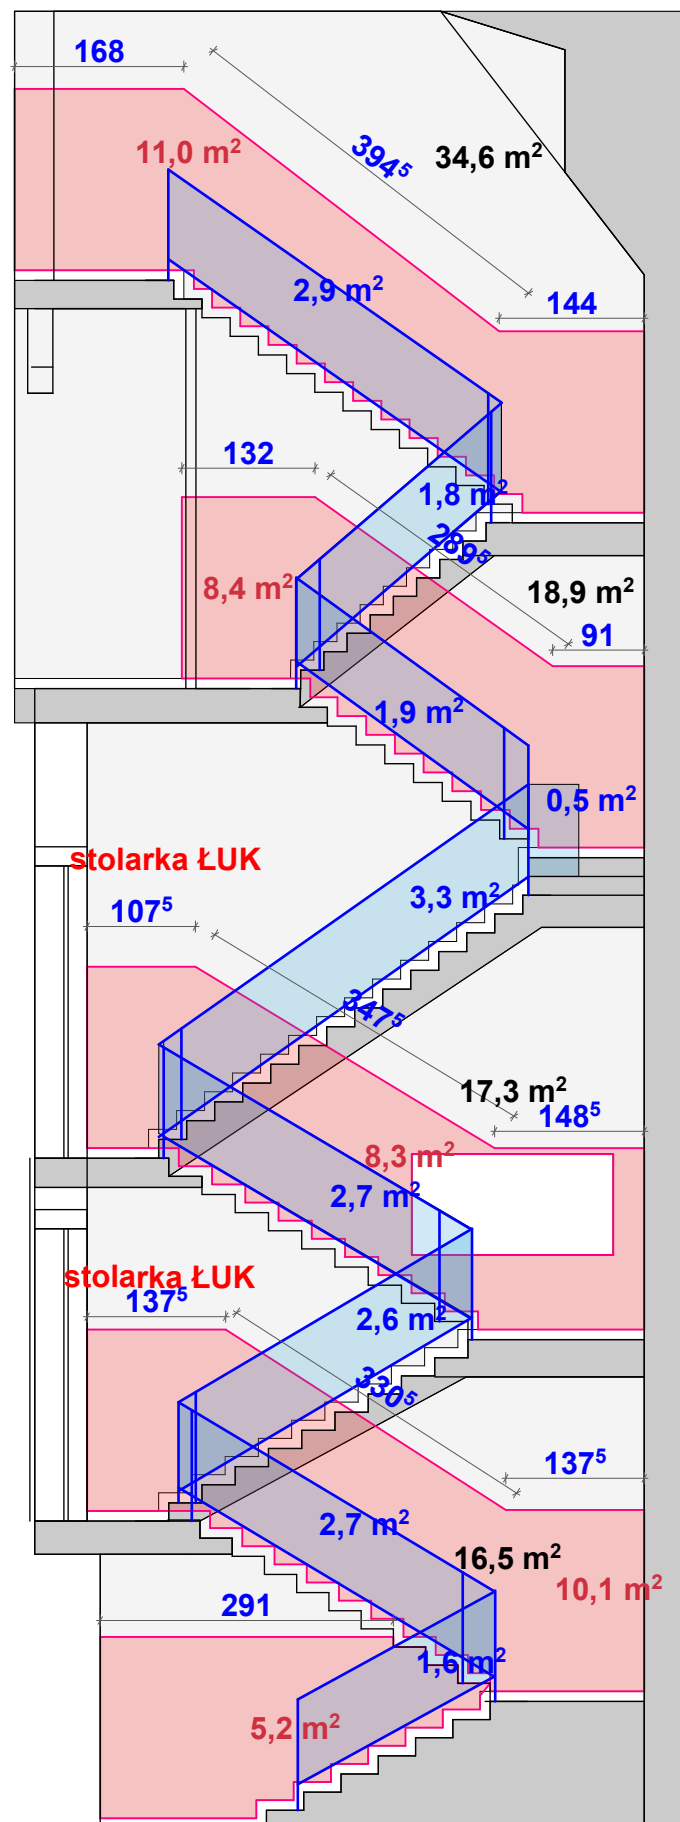 168
394⁵
11,0 m²
34,6 m²
2,9 m²
144
132
1,8 m²
289⁵
8,4 m²
18,9 m²
91
1,9 m²
0,5 m²
stolarka ŁUK
3,3 m²
107⁵
347⁵
17,3 m²
148⁵
8,3 m²
2,7 m²
stolarka ŁUK
137⁵
2,6 m²
330⁵
137⁵
2,7 m²
16,5 m²
10,1 m²
291
1,6 m²
5,2 m²